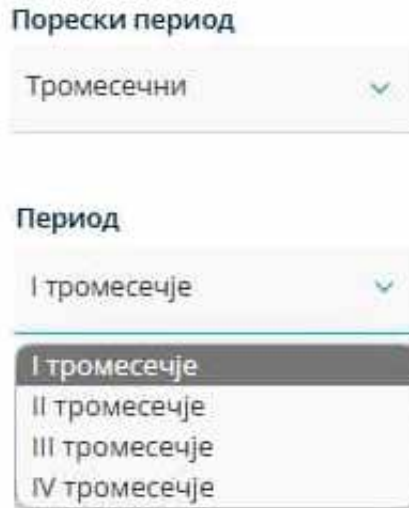 Порески период
Тромесечни
Период
I тромесечје
I тромесечје
II тромесечје
III тромесечје
IV тромесечје